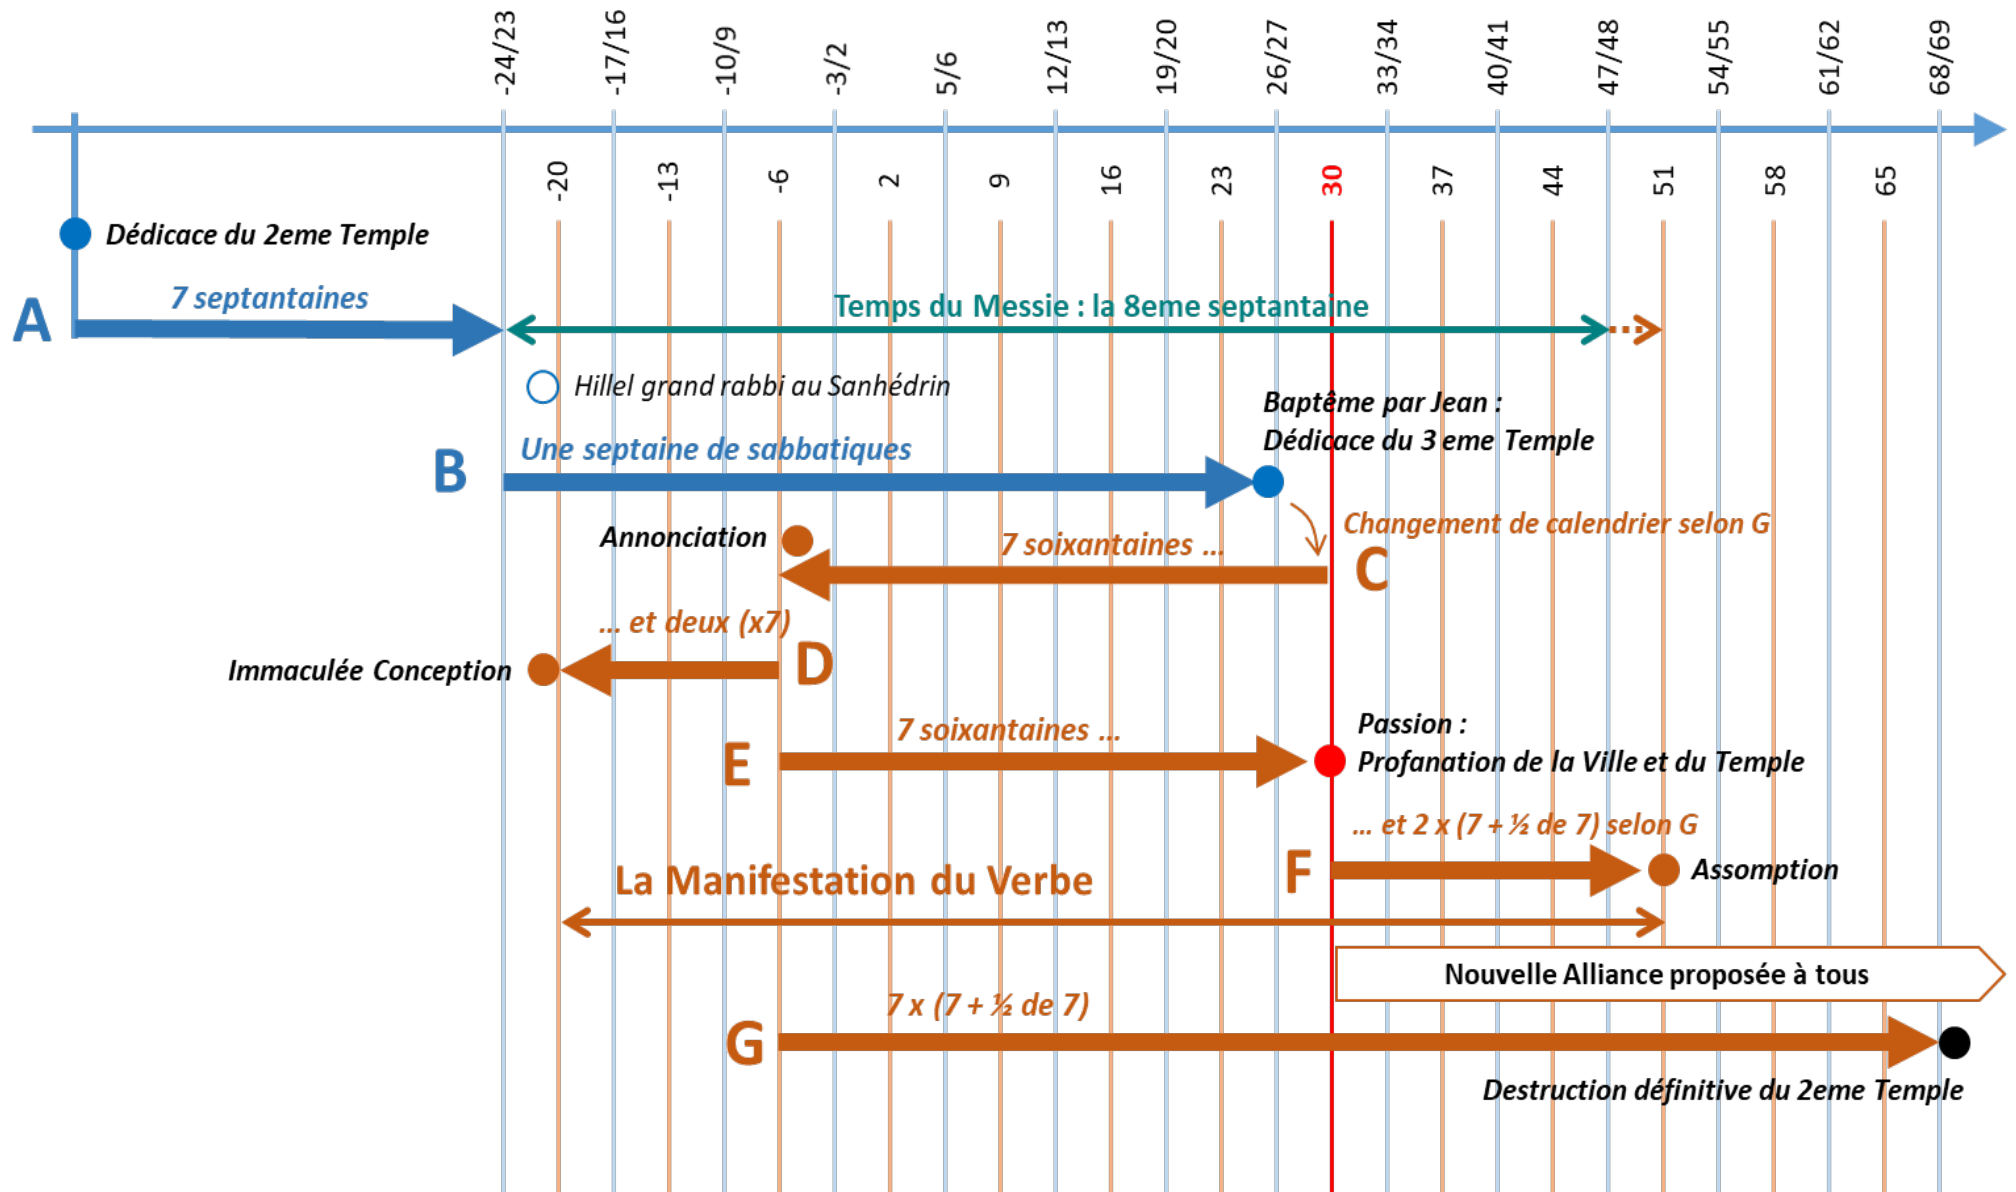 -24/23
-17/16
-10/9
-3/2
5/6
12/13
19/20
26/27
33/34
40/41
47/48
54/55
61/62
68/69
-20
-13
-6
2
9
16
23
30
37
44
51
58
65
Dédicace du 2eme Temple
A
7 septantaines
Temps du Messie : la 8eme septantaine
Hillel grand rabbi au Sanhédrin
Baptême par Jean :
Dédicace du 3 eme Temple
B
Une septaine de sabbatiques
Annonciation
7 soixantaines ...
Changement de calendrier selon G
C
... et deux (x7)
Immaculée Conception
D
E
7 soixantaines ...
Passion :
Profanation de la Ville et du Temple
... et 2 x (7 + ½ de 7) selon G
F
Assomption
La Manifestation du Verbe
Nouvelle Alliance proposée à tous
7 x (7 + ½ de 7)
G
Destruction définitive du 2eme Temple